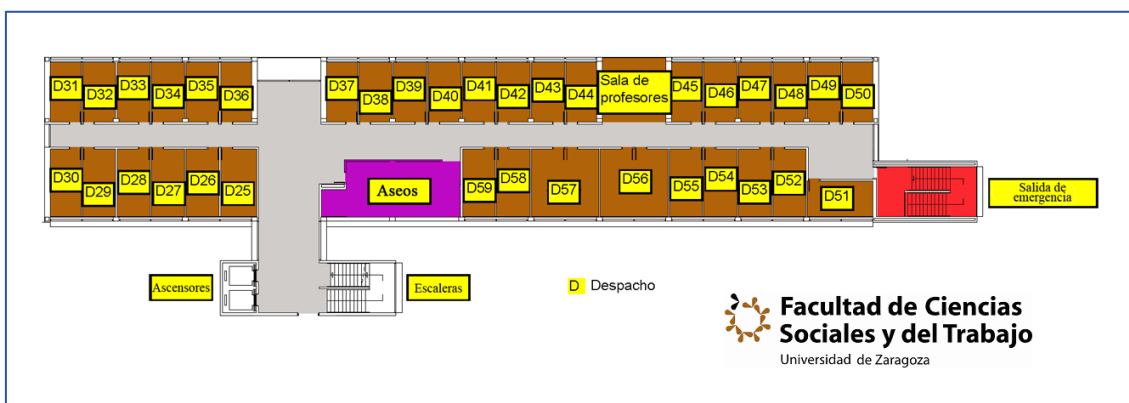 D31
D32
D33
D34
D35
D36
D37
D38
D39
D40
D41
D42
D43
D44
Sala de
profesores
D45
D46
D47
D48
D49
D50
D30
D29
D28
D27
D26
D25
Aseos
D59
D58
D57
D56
D55
D54
D53
D52
D51
Salida de
emergencia
Ascensores
Escaleras
D Despacho
Facultad de Ciencias
Sociales y del Trabajo
Universidad de Zaragoza